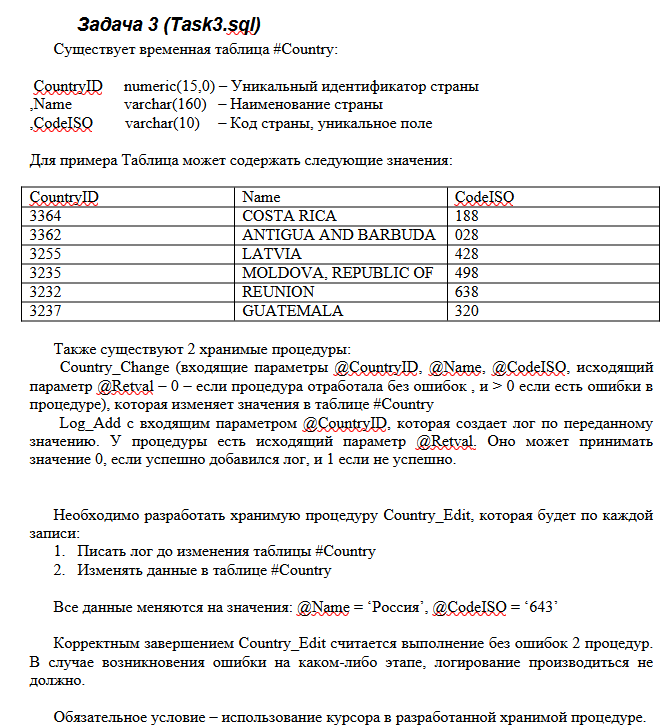 Задача 3 (Task3.sql)
Существует временная таблица #Country:
CountryID numeric(15,0) – Уникальный идентификатор страны
,Name varchar(160) – Наименование страны
,CodeISO varchar(10) – Код страны, уникальное поле
Для примера Таблица может содержать следующие значения:
CountryID Name CodeISO
3364 COSTA RICA 188
3362 ANTIGUA AND BARBUDA 028
3255 LATVIA 428
3235 MOLDOVA, REPUBLIC OF 498
3232 REUNION 638
3237 GUATEMALA 320
Также существуют 2 хранимые процедуры:
Country_Change (входящие параметры @CountryID, @Name, @CodeISO, исходящий
параметр @Retval – 0 – если процедура отработала без ошибок , и > 0 если есть ошибки в
процедуре), которая изменяет значения в таблице #Country
Log_Add с входящим параметром @CountryID, которая создает лог по переданному
значению. У процедуры есть исходящий параметр @Retval. Оно может принимать
значение 0, если успешно добавился лог, и 1 если не успешно.
Необходимо разработать хранимую процедуру Country_Edit, которая будет по каждой
записи:
1. Писать лог до изменения таблицы #Country
2. Изменять данные в таблице #Country
Все данные меняются на значения: @Name = ‘Россия’, @CodeISO = ‘643’
Корректным завершением Country_Edit считается выполнение без ошибок 2 процедур.
В случае возникновения ошибки на каком-либо этапе, логирование производиться не
должно.
Обязательное условие – использование курсора в разработанной хранимой процедуре.